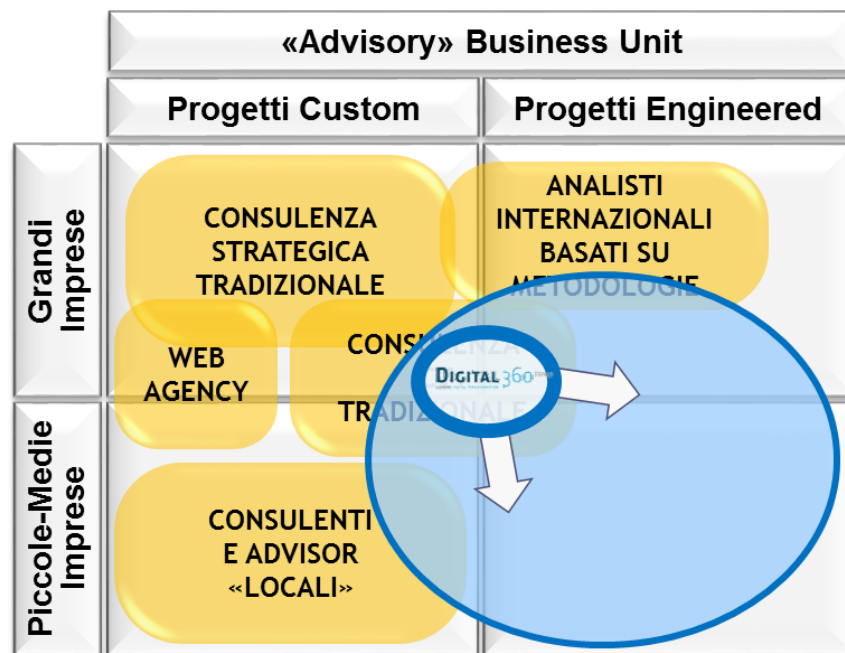 «Advisory» Business Unit
Progetti Custom
Progetti Engineered
Grandi
Imprese
CONSULENZA
STRATEGICA
TRADIZIONALE
ANALISTI
INTERNAZIONALI
BASATI SU
METODOLOGIE
WEB
AGENCY
CONSULENZA
TRADIZIONALE
DIGITAL360
Piccole-Medie
Imprese
CONSULENTI
E ADVISOR
«LOCALI»